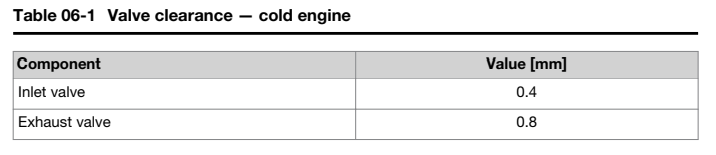 Table 06-1 Valve clearance — cold engine
Component Value [mm]
Inlet valve 0.4
Exhaust valve 0.8